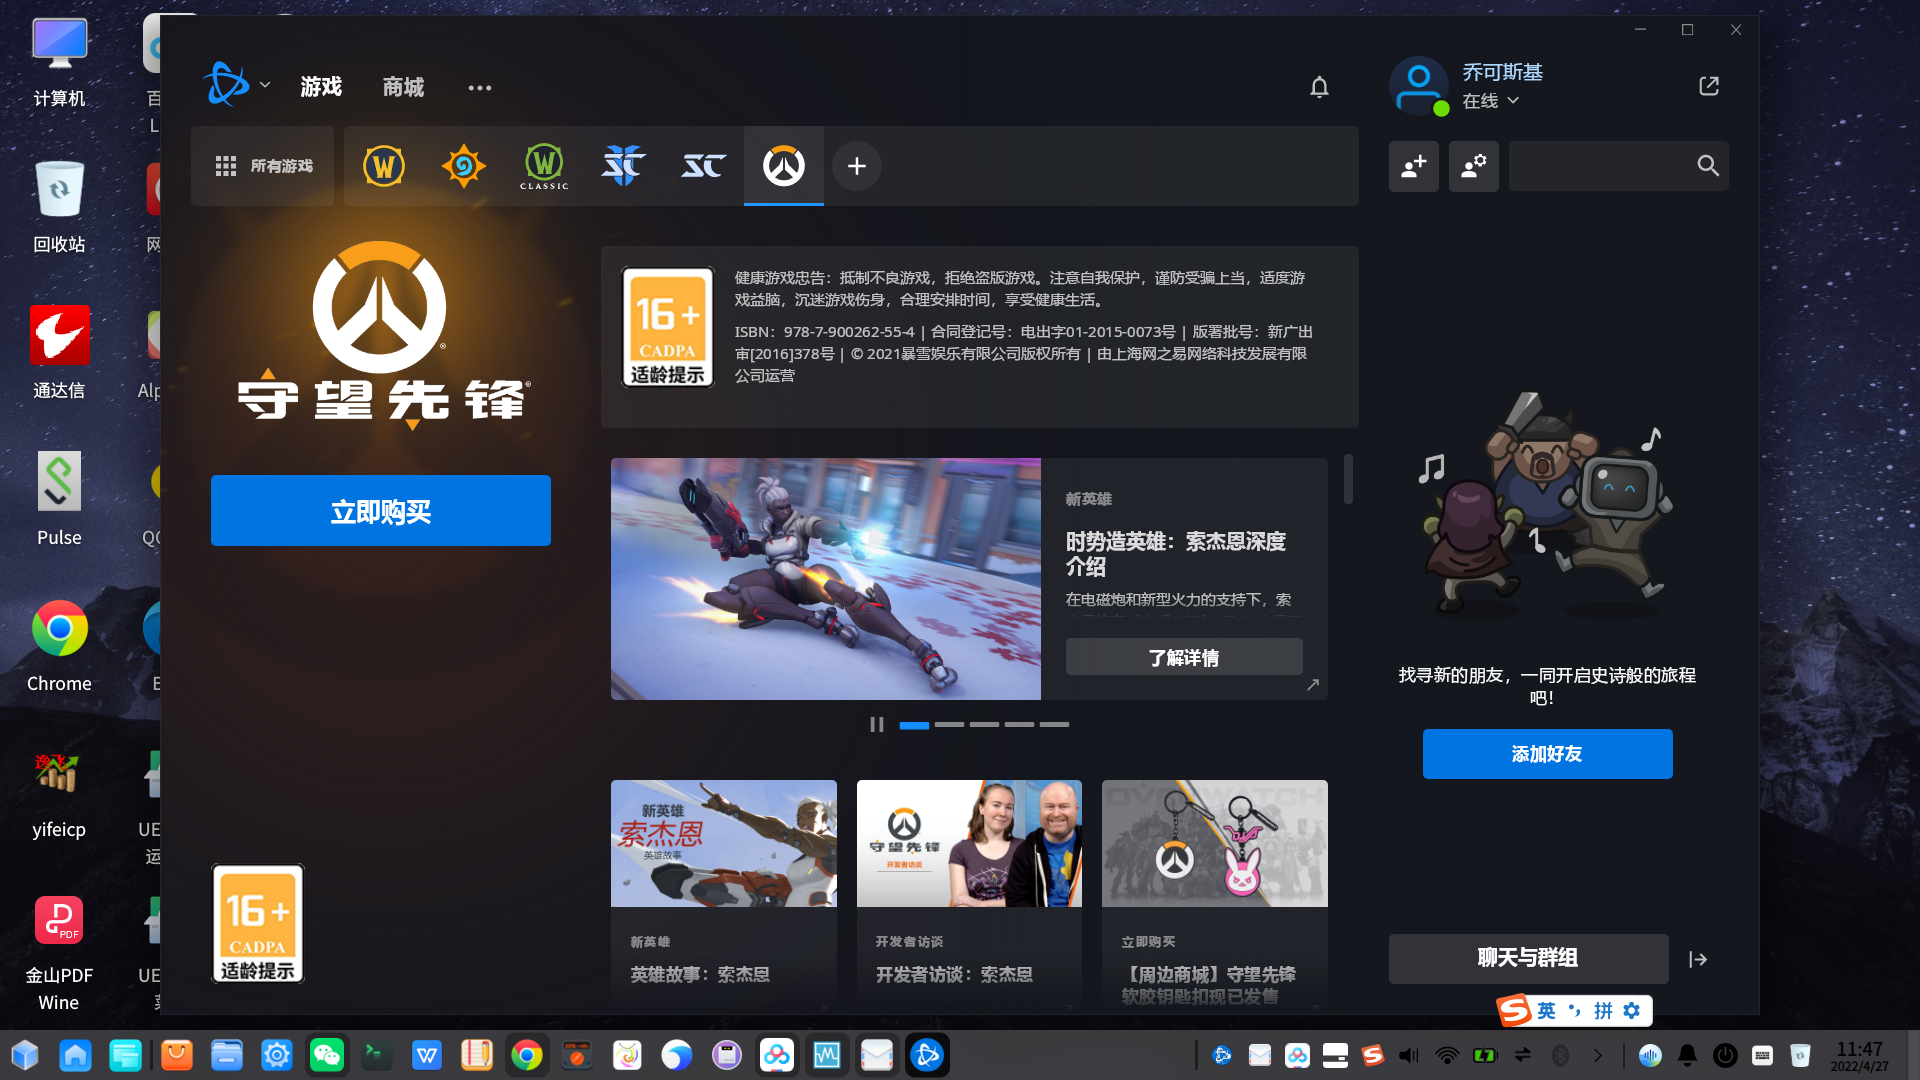 计算机
回收站
通达信
Pulse
Chrome
yifeicp
金山PDF
Wine
游戏
商城
乔可斯基
在线
所有游戏
CLASSIC
守望先锋
立即购买
16+
CADPA
适龄提示
健康游戏忠告：抵制不良游戏，拒绝盗版游戏。注意自我保护，谨防受骗上当，适度游
戏益脑，沉迷游戏伤身，合理安排时间，享受健康生活。
ISBN：978-7-900262-55-4 | 合同登记号：电出字01-2015-0073号 | 版署批号：新广出
审[2016]378号 | © 2021暴雪娱乐有限公司版权所有 | 由上海网之易网络科技发展有限
公司运营
新英雄
时势造英雄：索杰恩深度
介绍
在电磁炮和新型火力的支持下，索
了解详情
新英雄
索杰恩
英雄故事
新英雄
英雄故事：索杰恩
守望先锋
开发者访谈
开发者访谈
开发者访谈：索杰恩
OVERWATCH
立即购买
【周边商城】守望先锋
软胶钥匙扣现已发售
16+
CADPA
适龄提示
找寻新的朋友，一同开启史诗般的旅程
吧！
添加好友
聊天与群组
英
拼
11:47
2022/4/27